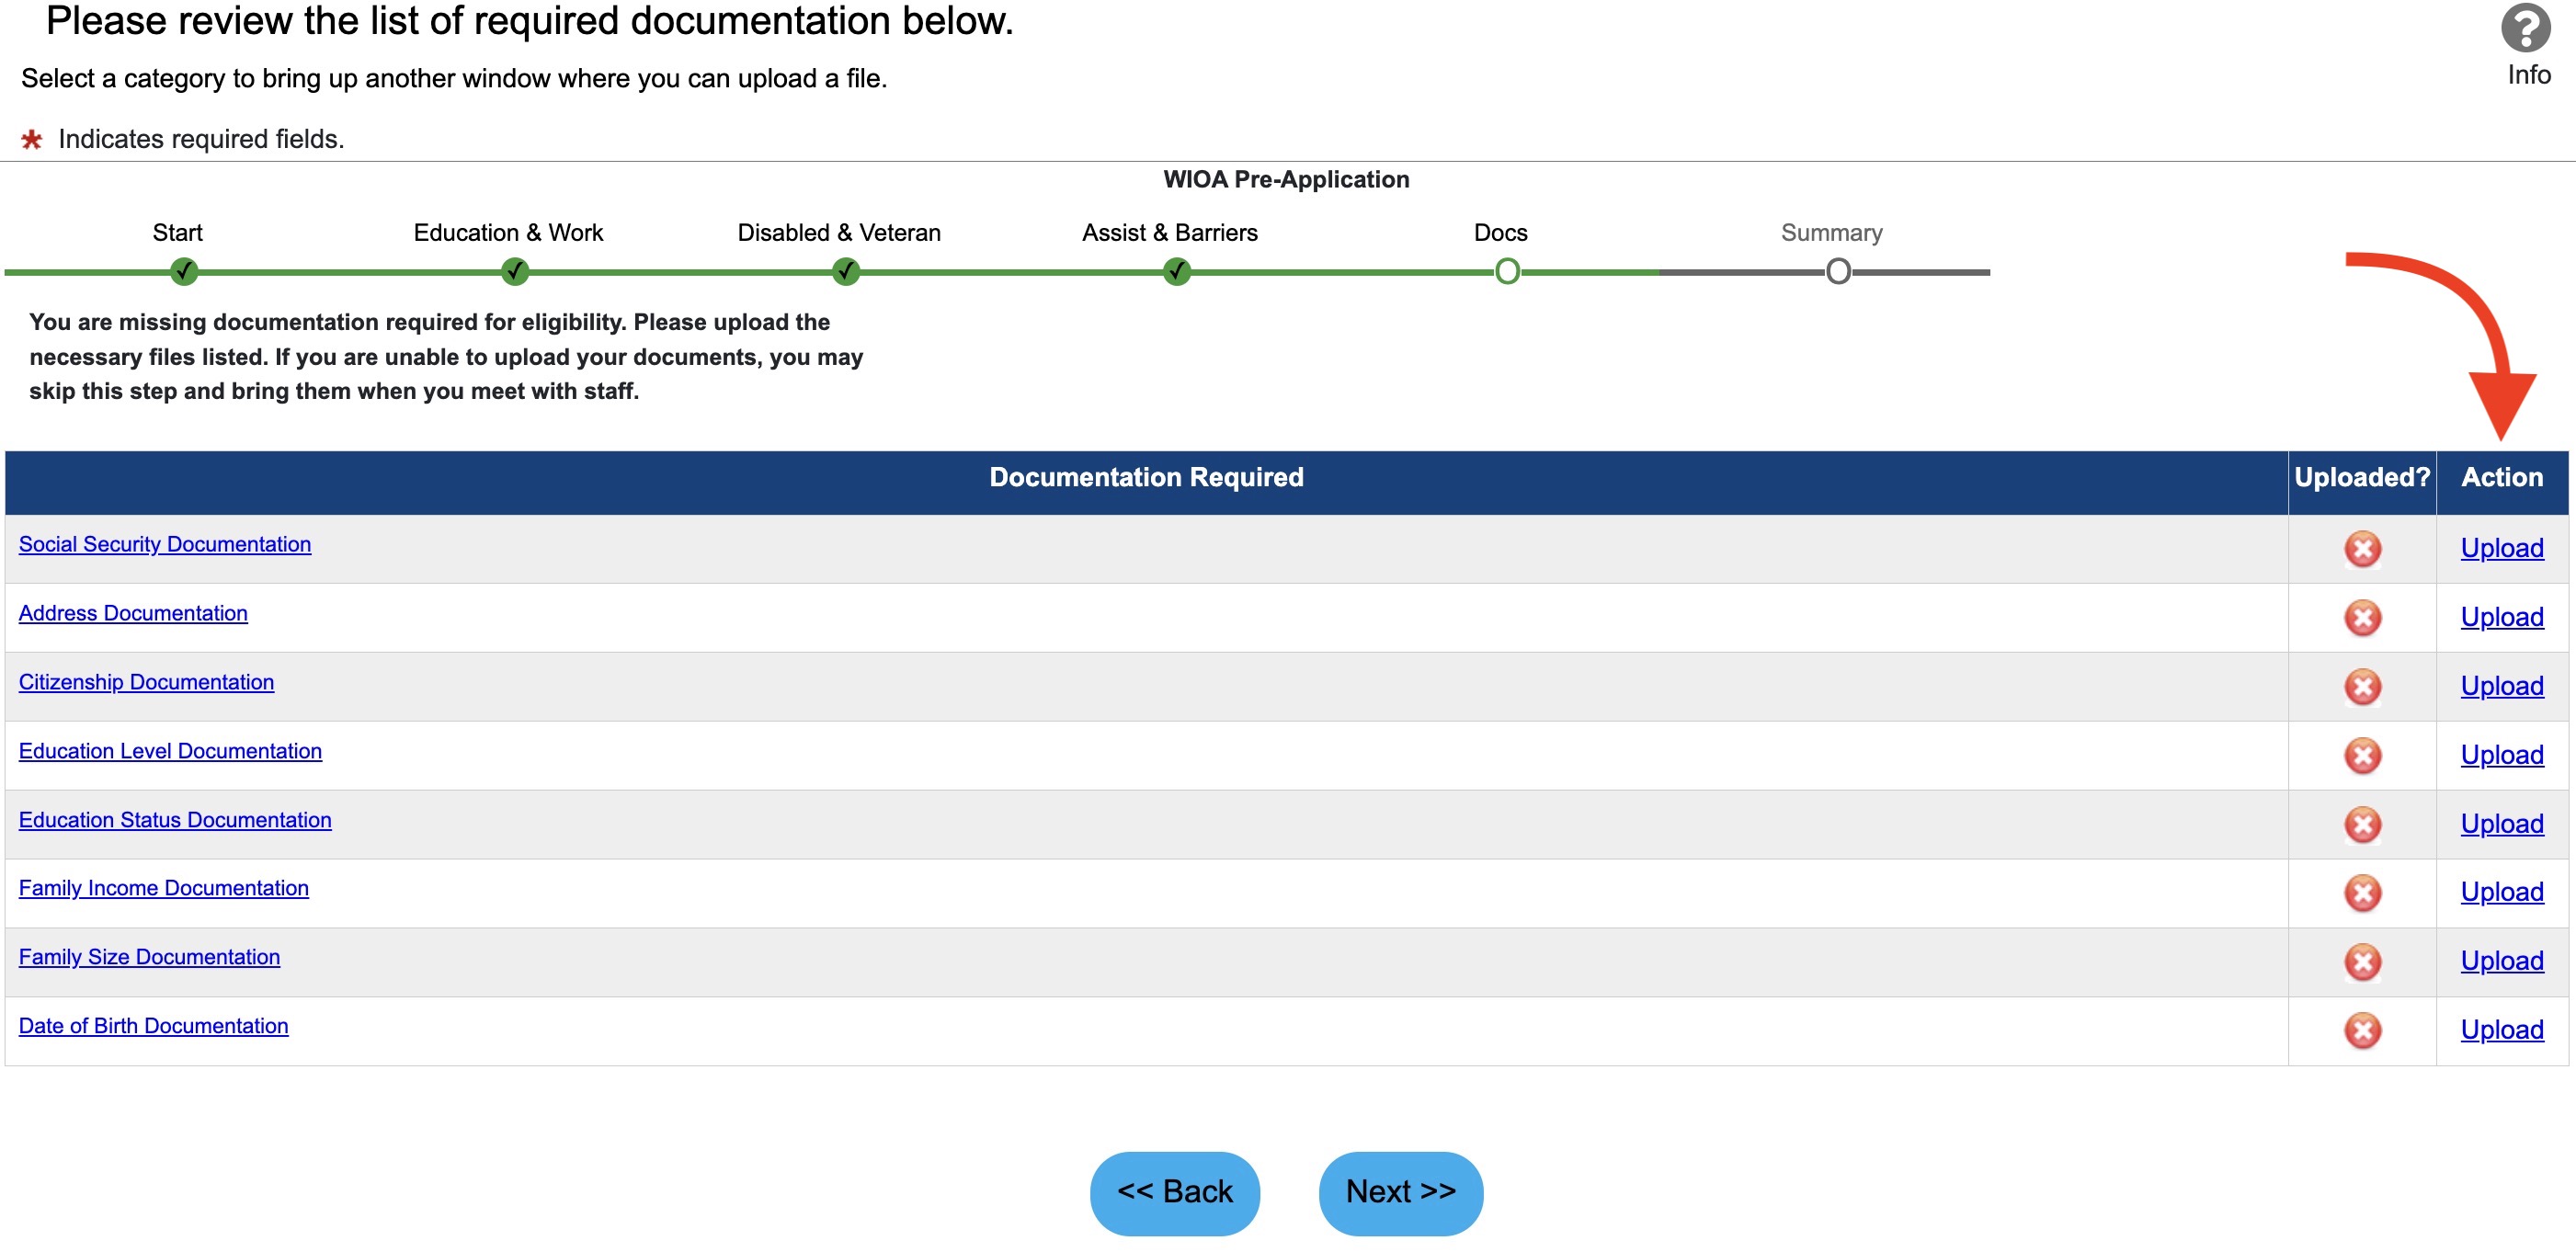 Please review the list of required documentation below.
Info
Select a category to bring up another window where you can upload a file.
* Indicates required fields.
WIOA Pre-Application
Start Education & Work Disabled & Veteran Assist & Barriers Docs Summary
You are missing documentation required for eligibility. Please upload the
necessary files listed. If you are unable to upload your documents, you may
skip this step and bring them when you meet with staff.
Documentation Required Uploaded? Action
Social Security Documentation Upload
Address Documentation Upload
Citizenship Documentation Upload
Education Level Documentation Upload
Education Status Documentation Upload
Family Income Documentation Upload
Family Size Documentation Upload
Date of Birth Documentation Upload
<< Back Next >>